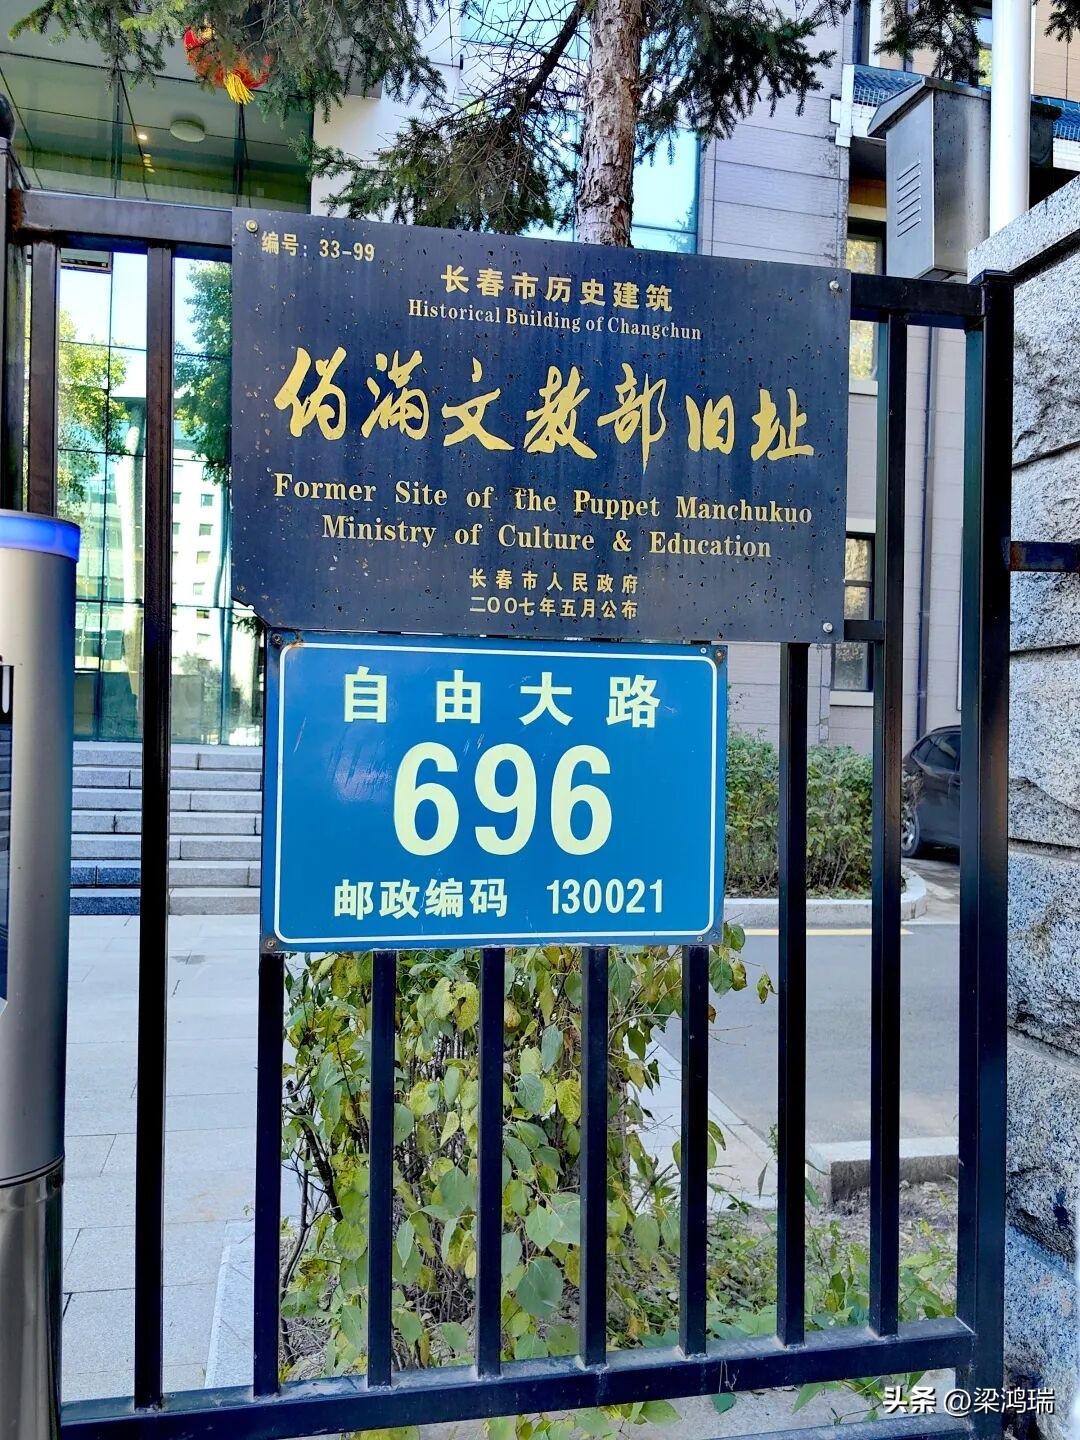 编号：33-99
长春市历史建筑
Historical Building of Changchun
伪满文教部旧址
Former Site of the Puppet Manchukuo
Ministry of Culture & Education
长春市人民政府
二〇〇七年五月公布
自由大路
696
邮政编码 130021
头条 @梁鸿瑞